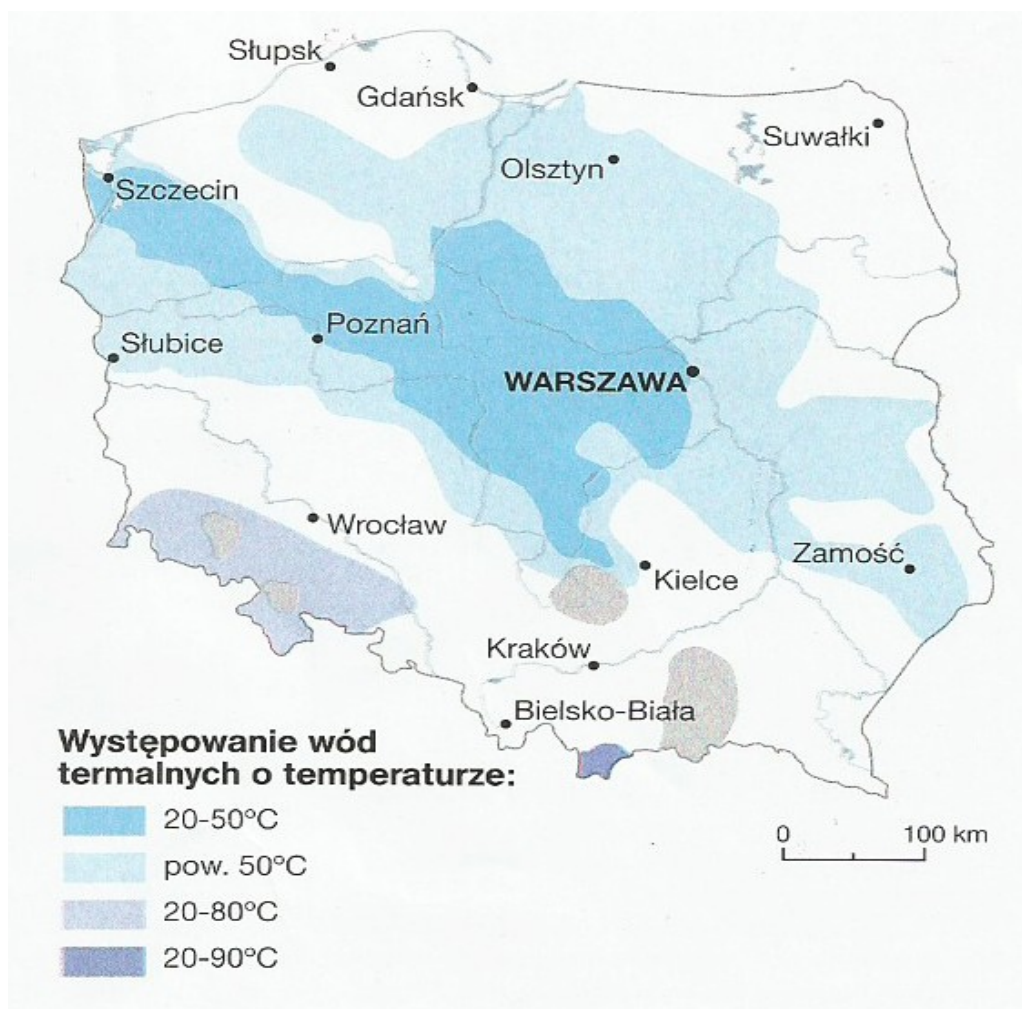 Słupsk
Gdańsk
Suwałki
Olsztyn
Szczecin
Poznań
Słubice
WARSZAWA
Wrocław
Zamość
Kielce
Kraków
Bielsko-Biała
Występowanie wód
termalnych o temperaturze:
20-50°C
pow. 50°C
20-80°C
20-90°C
0 100 km